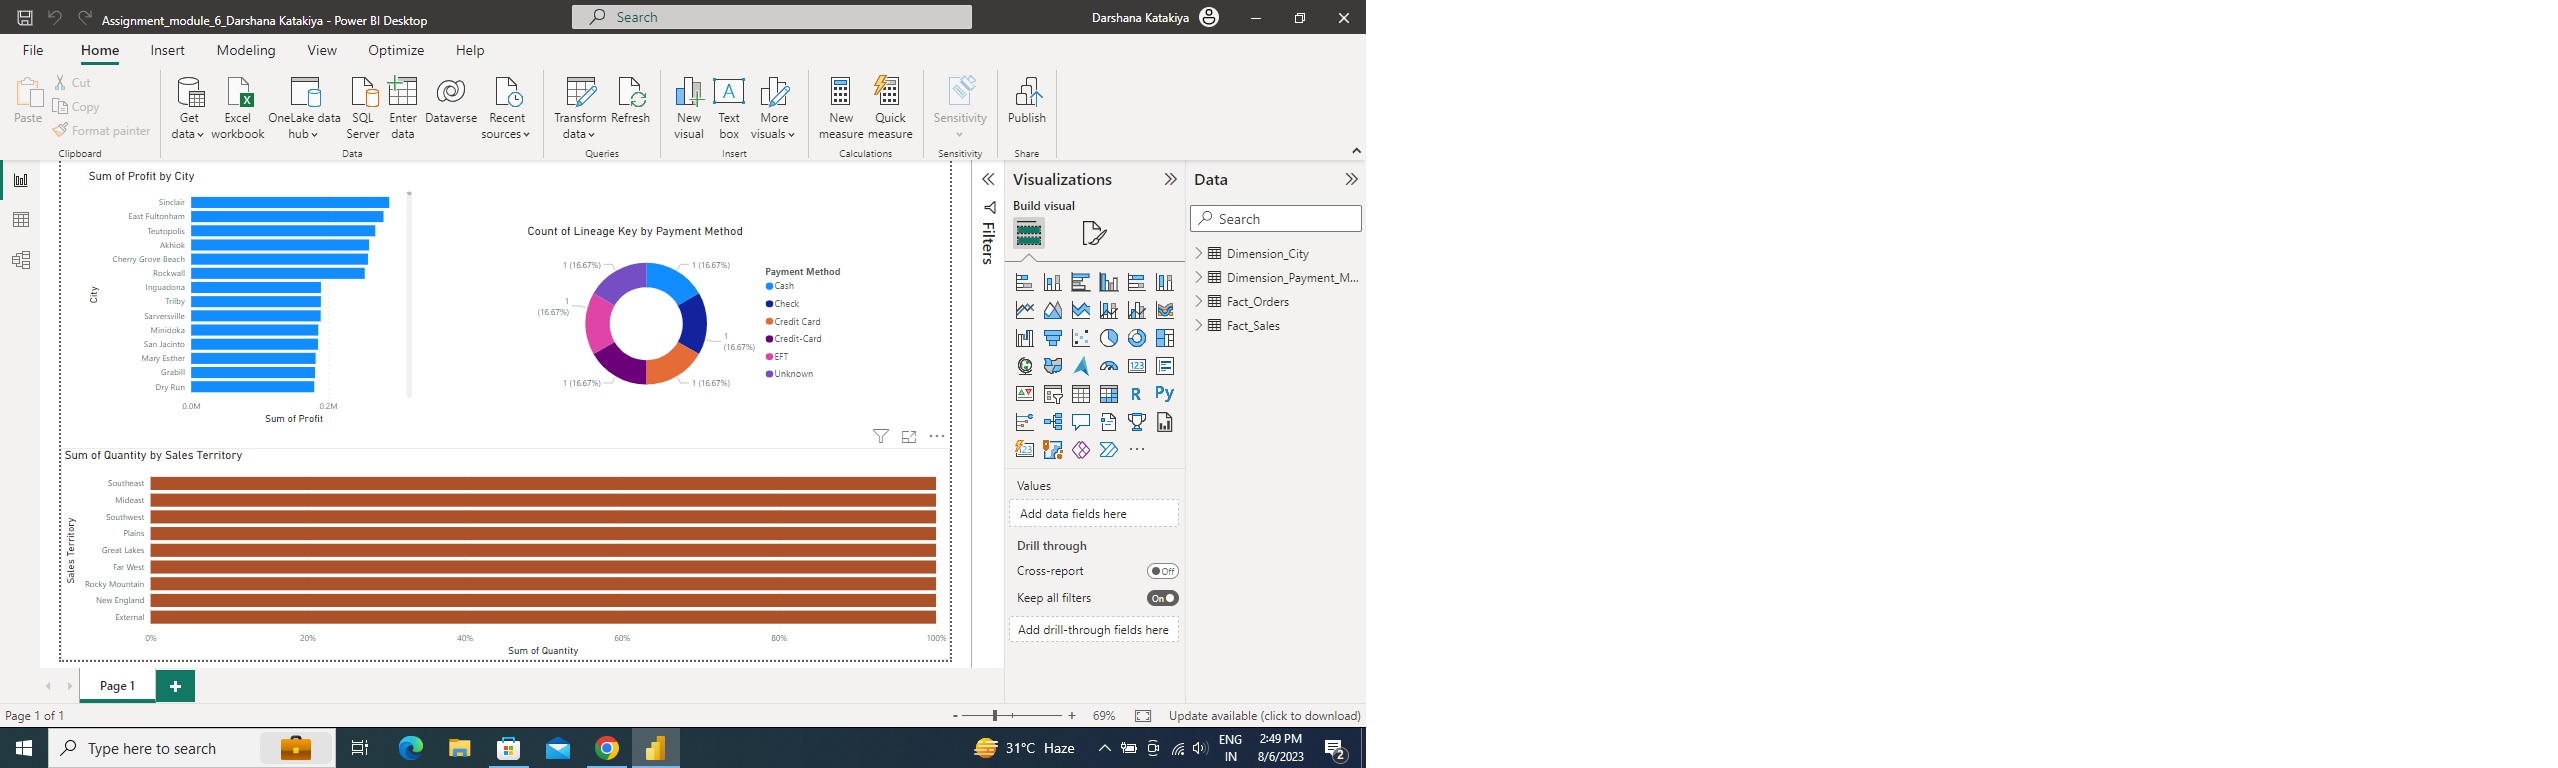 Assignment_module_6_Darshana Katakiya - Power BI Desktop
Search
Darshana Katakiya
File Home Insert Modeling View Optimize Help
Paste
Cut
Copy
Format painter
Clipboard
Get data
Excel workbook
OneLake data hub
SQL Server
Enter data
Dataverse
Recent sources
Data
Transform data
Refresh
Queries
New visual
Text box
More visuals
Insert
New measure
Quick measure
Calculations
Sensitivity
Sensitivity
Publish
Share
Sum of Profit by City
City
Sinclair
East Fultonham
Teutopolis
Akhiok
Cherry Grove Beach
Rockwall
Inguadona
Trilby
Sarversville
Minidoka
San Jacinto
Mary Esther
Grabill
Dry Run
0.0M 0.2M
Sum of Profit
Count of Lineage Key by Payment Method
1 (16.67%) 1 (16.67%)
1 (16.67%)
1 (16.67%)
1 (16.67%) 1 (16.67%)
Payment Method
Cash
Check
Credit Card
Credit-Card
EFT
Unknown
Sum of Quantity by Sales Territory
Sales Territory
Southeast
Mideast
Southwest
Plains
Great Lakes
Far West
Rocky Mountain
New England
External
0% 20% 40% 60% 80% 100%
Sum of Quantity
Filters
Visualizations
Build visual
123
R Py
123
Values
Add data fields here
Drill through
Cross-report Off
Keep all filters On
Add drill-through fields here
Data
Search
Dimension_City
Dimension_Payment_M...
Fact_Orders
Fact_Sales
Page 1
Page 1 of 1
- + 69%
Update available (click to download)
Type here to search
31°C Haze
ENG
IN
2:49 PM
8/6/2023
2